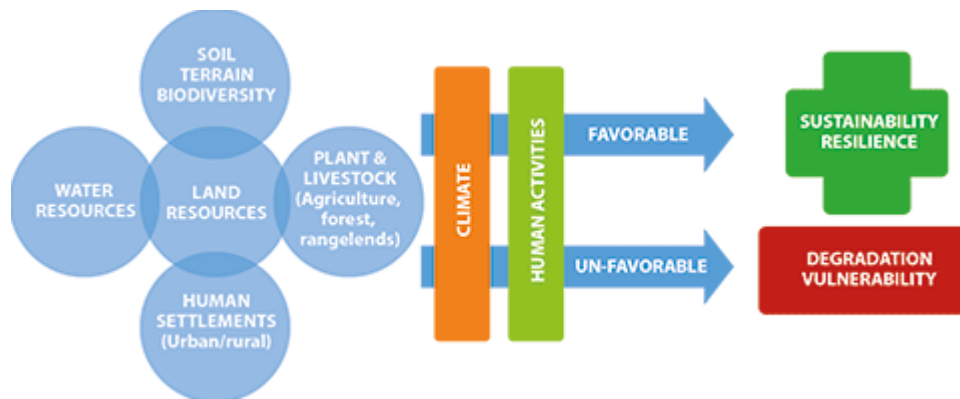 SOIL
TERRAIN
BIODIVERSITY
WATER
RESOURCES
LAND
RESOURCES
PLANT &
LIVESTOCK
(Agriculture,
forest,
rangelends)
HUMAN
SETTLEMENTS
(Urban/rural)
CLIMATE
HUMAN ACTIVITIES
FAVORABLE
UN-FAVORABLE
SUSTAINABILITY
RESILIENCE
DEGRADATION
VULNERABILITY